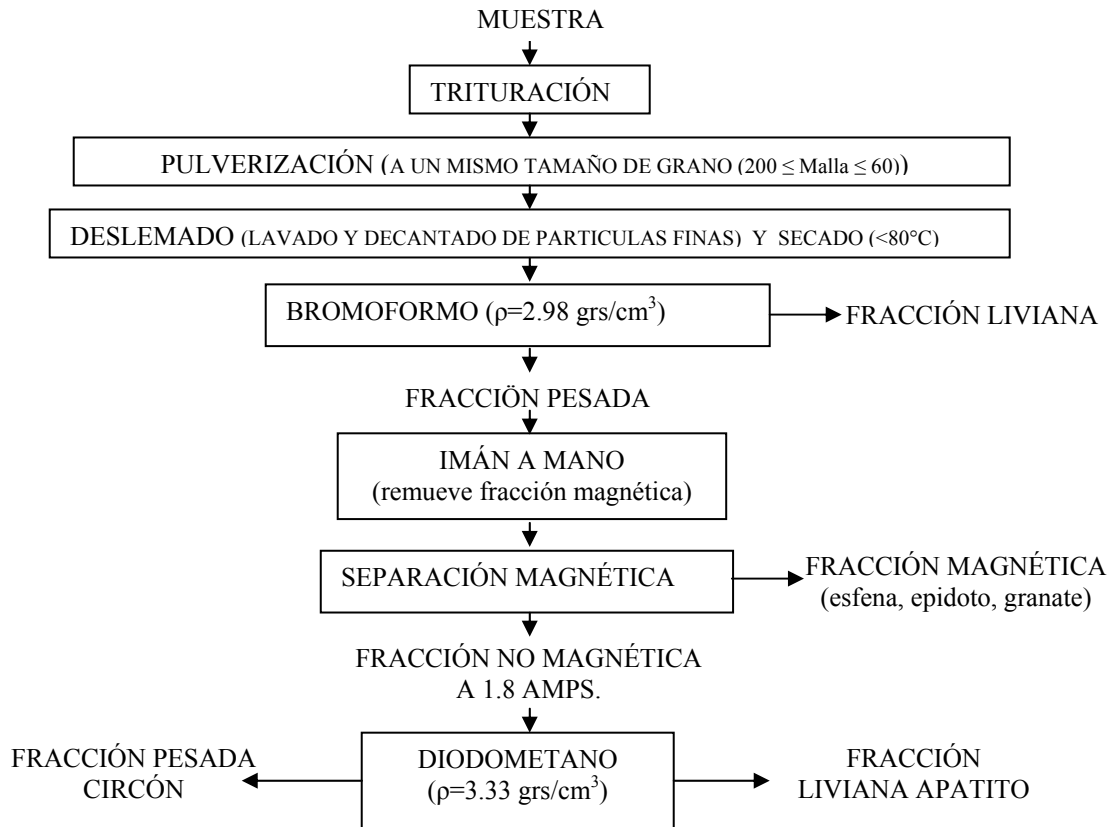 MUESTRA
TRITURACIÓN
PULVERIZACIÓN (A UN MISMO TAMAÑO DE GRANO (200 ≤ Malla ≤ 60))
DESLEMADO (LAVADO Y DECANTADO DE PARTICULAS FINAS) Y SECADO (<80°C)
BROMOFORMO (ρ=2.98 grs/cm³)
FRACCIÓN LIVIANA
FRACCIÖN PESADA
IMÁN A MANO
(remueve fracción magnética)
SEPARACIÓN MAGNÉTICA
FRACCIÓN MAGNÉTICA
(esfena, epidoto, granate)
FRACCIÓN NO MAGNÉTICA
A 1.8 AMPS.
FRACCIÓN PESADA
CIRCÓN
DIODOMETANO
(ρ=3.33 grs/cm³)
FRACCIÓN
LIVIANA APATITO